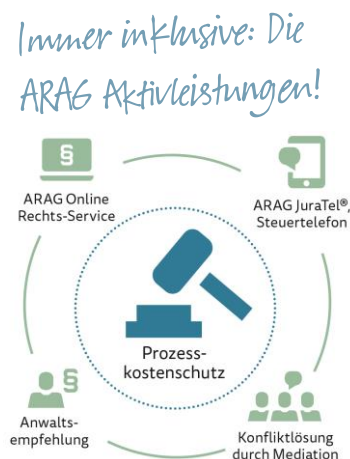 Immer inklusive: Die
ARAG Aktivleistungen!
§
ARAG Online
Rechts-Service
ARAG JuraTel®,
Steuertelefon
Prozess-
kostenschutz
§
Anwalts-
empfehlung
Konfliktlösung
durch Mediation